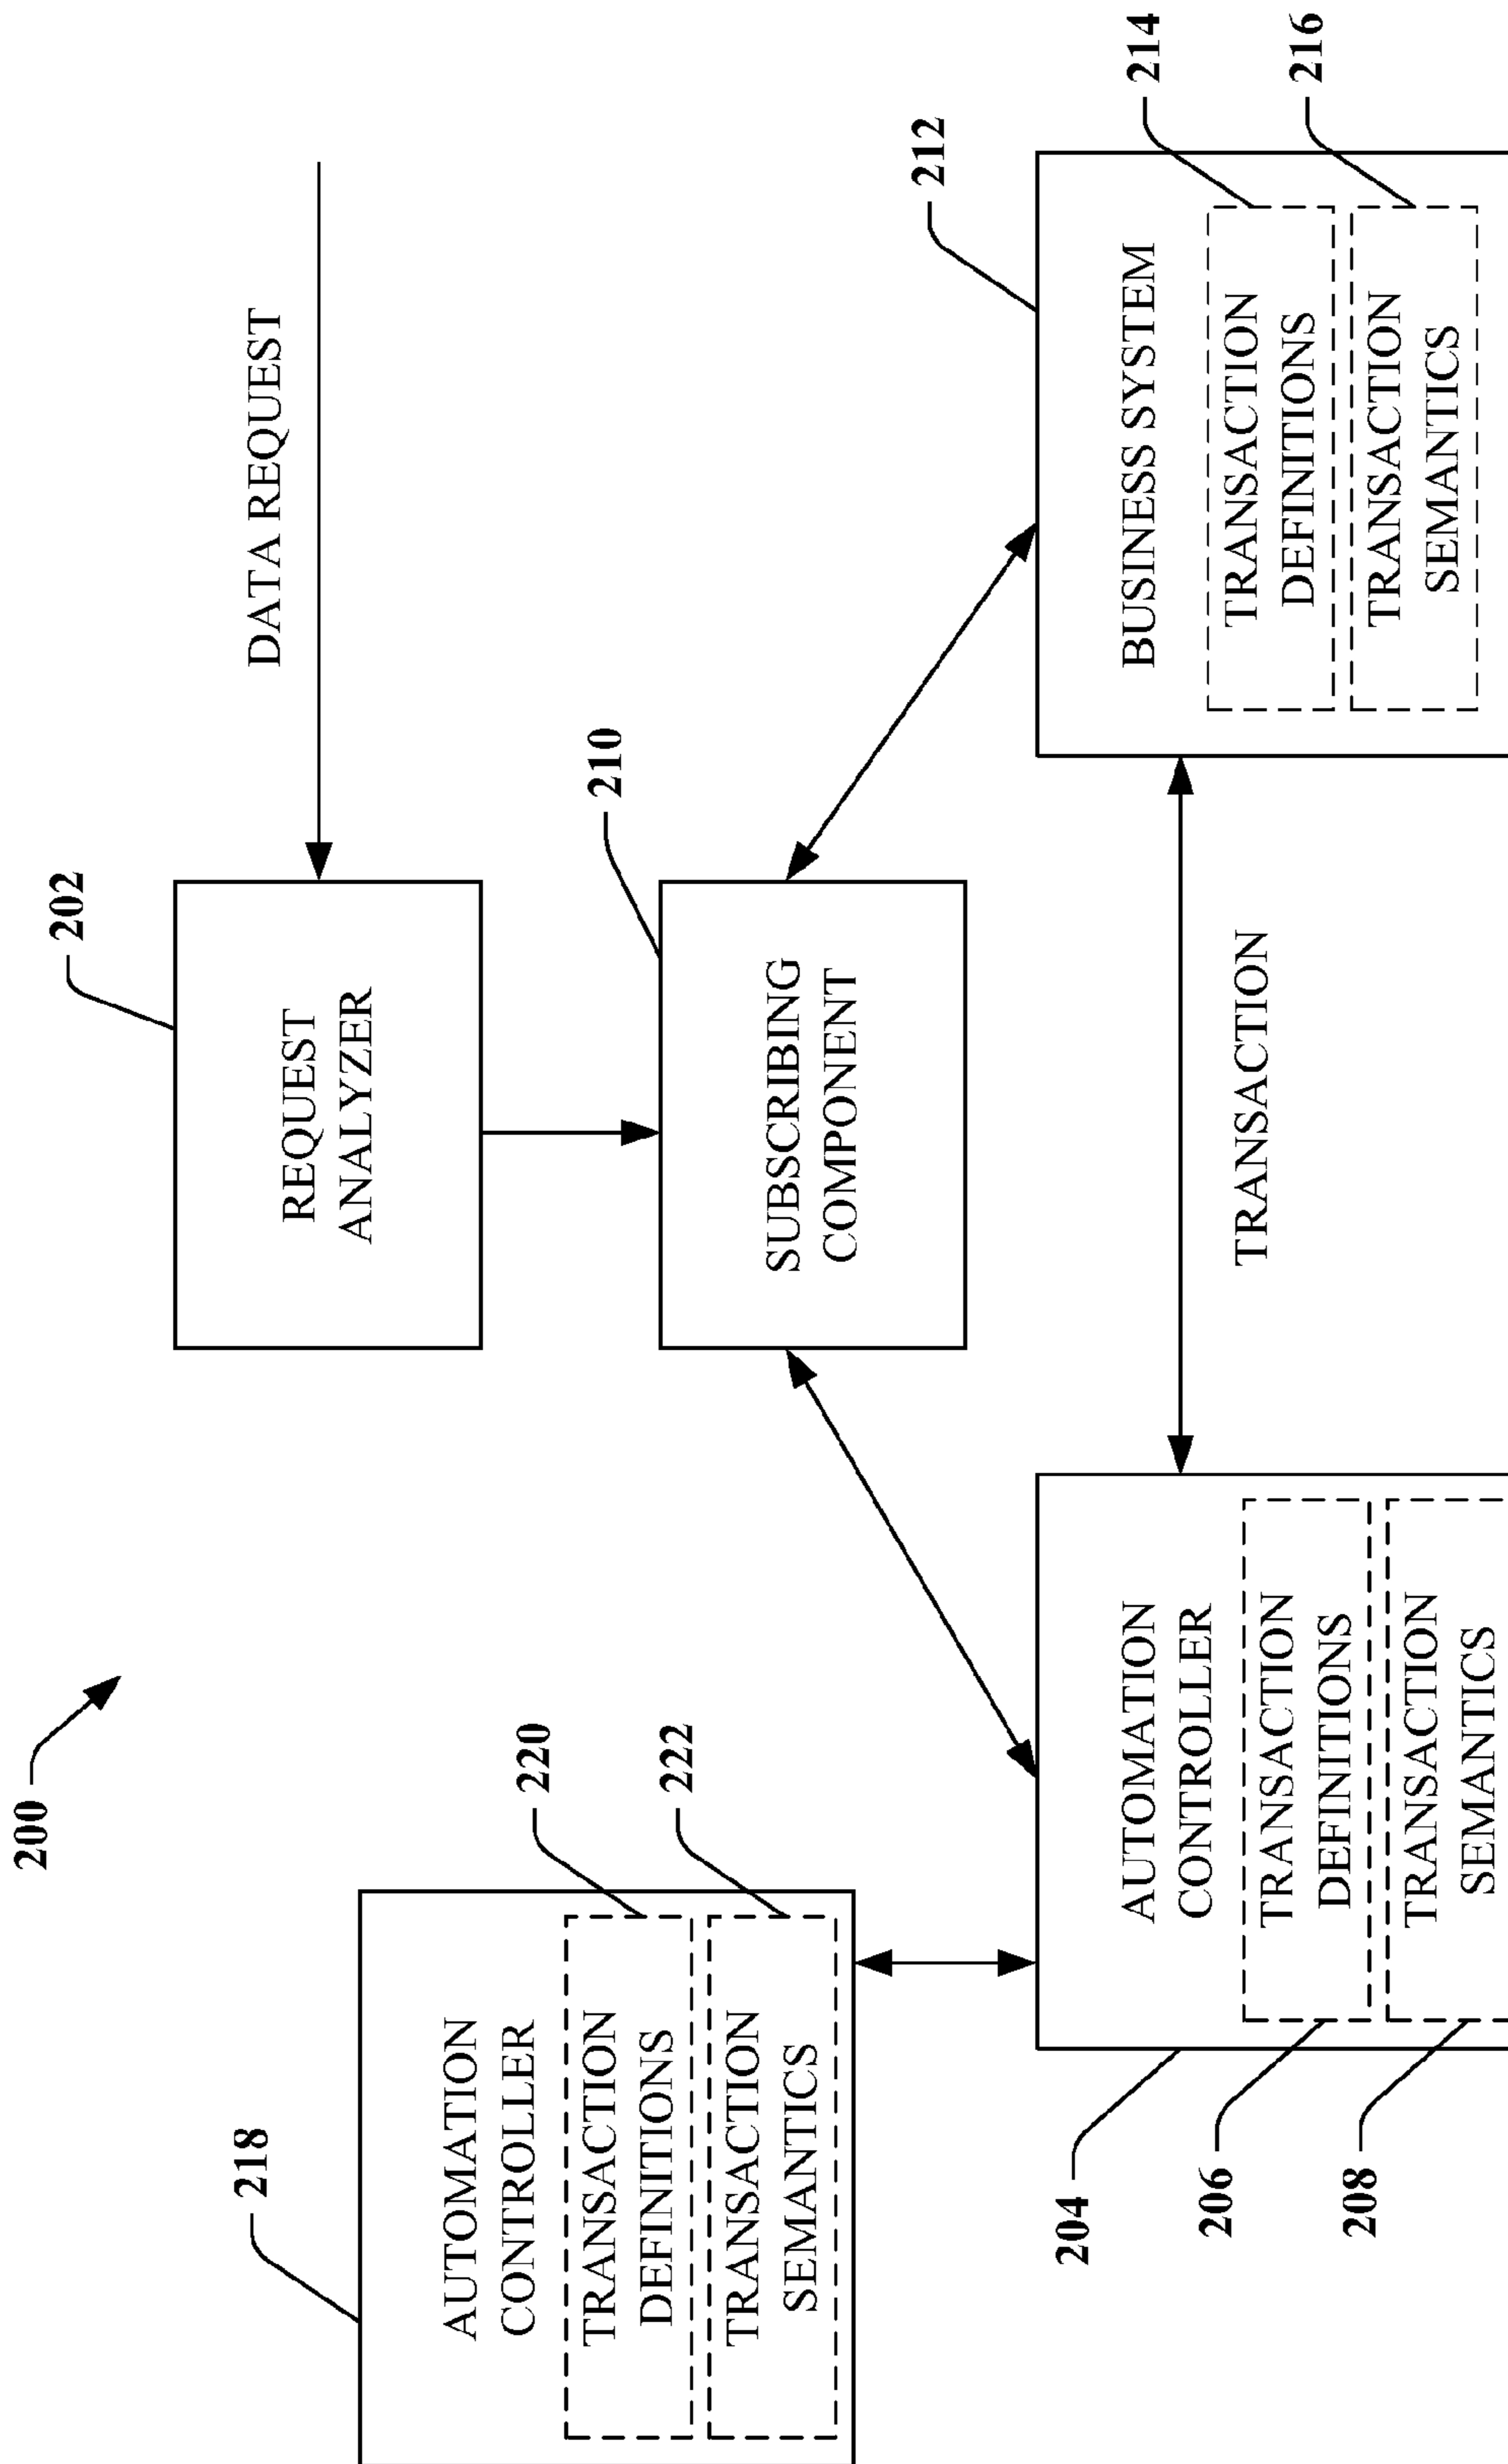 200
218
AUTOMATION
CONTROLLER
TRANSACTION
DEFINITIONS
220
TRANSACTION
SEMANTICS
222
202
REQUEST
ANALYZER
DATA REQUEST
210
SUBSCRIBING
COMPONENT
204
AUTOMATION
CONTROLLER
206
TRANSACTION
DEFINITIONS
208
TRANSACTION
SEMANTICS
TRANSACTION
212
BUSINESS SYSTEM
214
TRANSACTION
DEFINITIONS
216
TRANSACTION
SEMANTICS